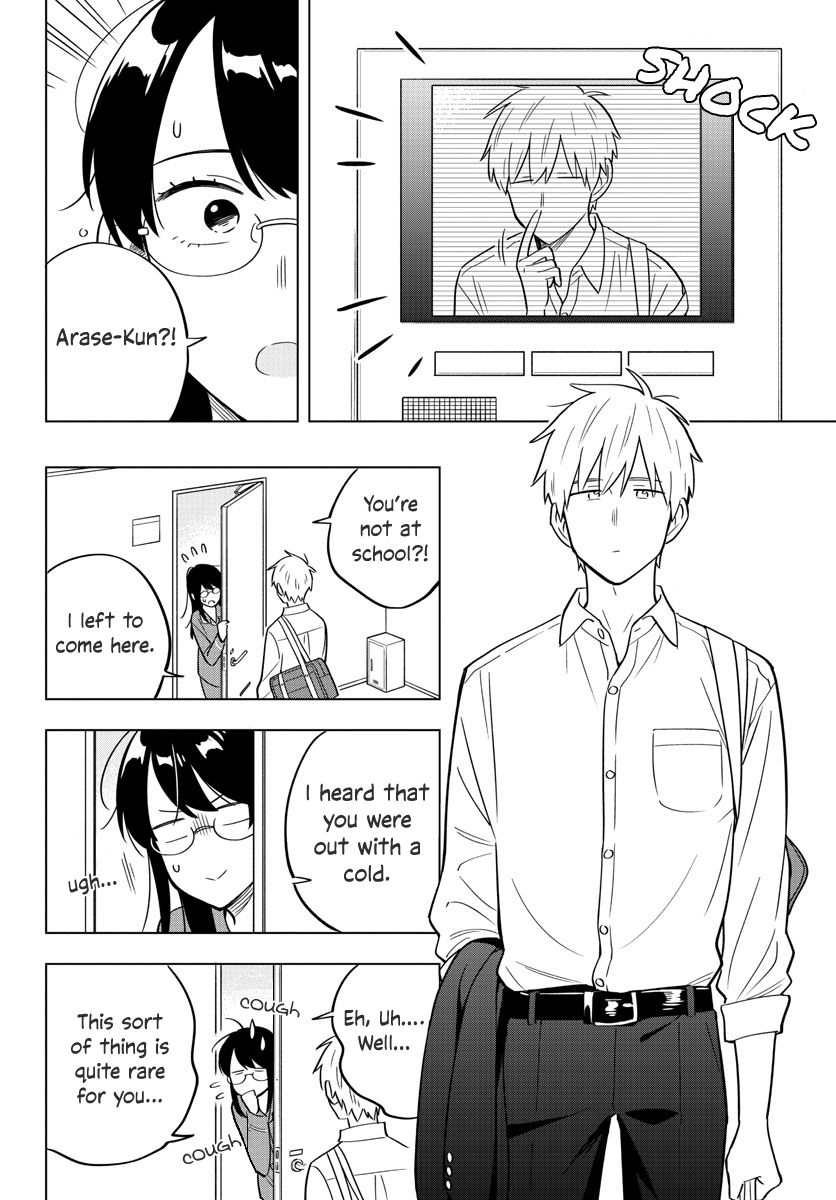 SHOCK
Arase-Kun?!
You're
not at
school?!
I left to
come here.
I heard that
you were
out with a
cold.
ugh...
Eh, Uh....
Well...
COUGH
This sort
of thing is
quite rare
for you...
COUGH